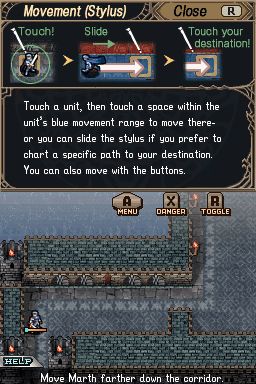 Movement (Stylus) Close R
Touch! Slide Touch your
destination!
Touch a unit, then touch a space within the
unit's blue movement range to move there-
or you can slide the stylus if you prefer to
chart a specific path to your destination.
You can also move with the buttons.
A X R
MENU DANGER TOGGLE
HELP
Move Marth farther down the corridor.